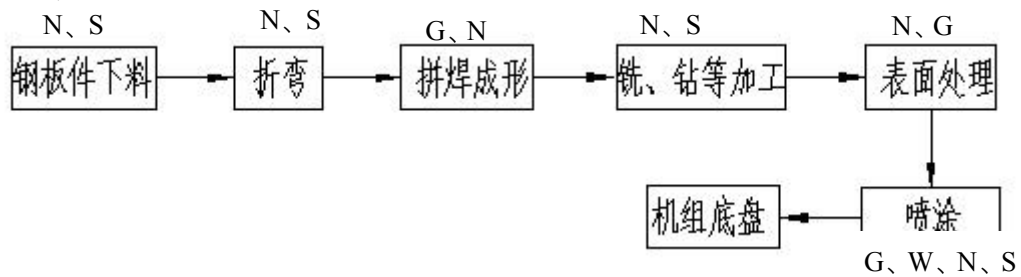 N、S
N、S
G、N
N、S
N、G
钢板件下料
折弯
拼焊成形
铣、钻等加工
表面处理
机组底盘
喷涂
G、W、N、S